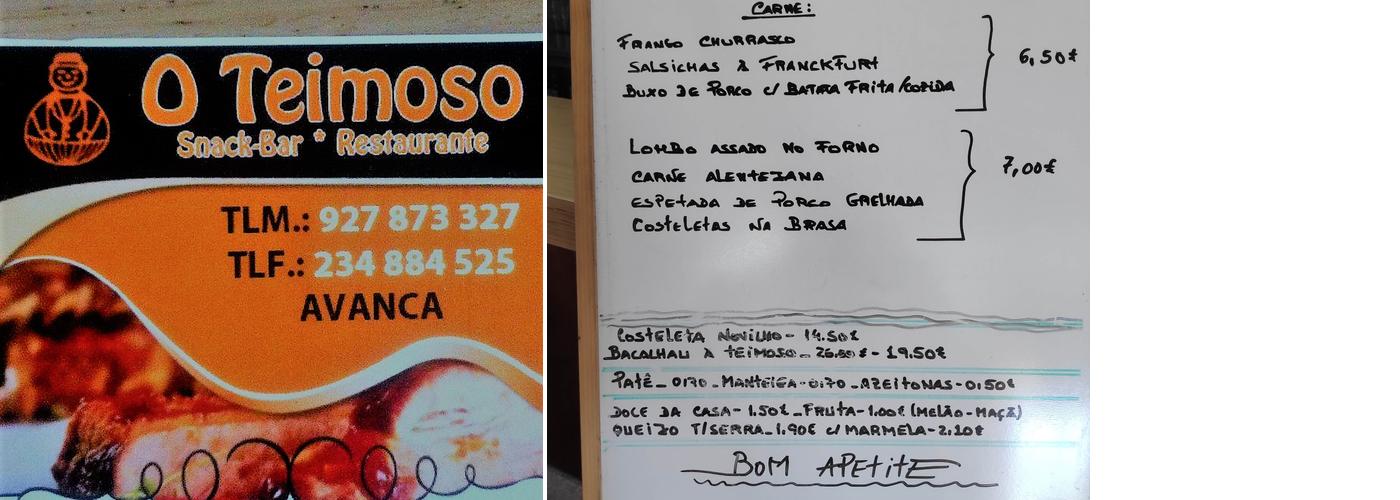 O Teimoso
Snack-Bar * Restaurante
TLM.: 927 873 327
TLF.: 234 884 525
AVANCA
CARNE:
FRANGO CHURRASCO
SALSICHAS À FRANCKFURT
BUXO DE PORCO C/ BATATA FRITA/COZIDA
6,50€
LOMBO ASSADO NO FORNO
CARNE ALENTEZANA
ESPETADA DE PORCO GRELHADA
COSTELETAS NA BRASA
7,00€
COSTELETA NOVILHO - 14.50€
BACALHAU À TEIMOSO - 26.50€ - 19.50€
PATÊ - 0.70 - MANTEIGA - 0.70 - AZEITONAS - 0.50€
DOCE DA CASA - 1.50€ - FRUTA - 1.00€ (MELÃO - MAÇÃ)
QUEIJO T/SERRA - 1.90€ C/ MARMELA - 2.20€
BOM APETITE